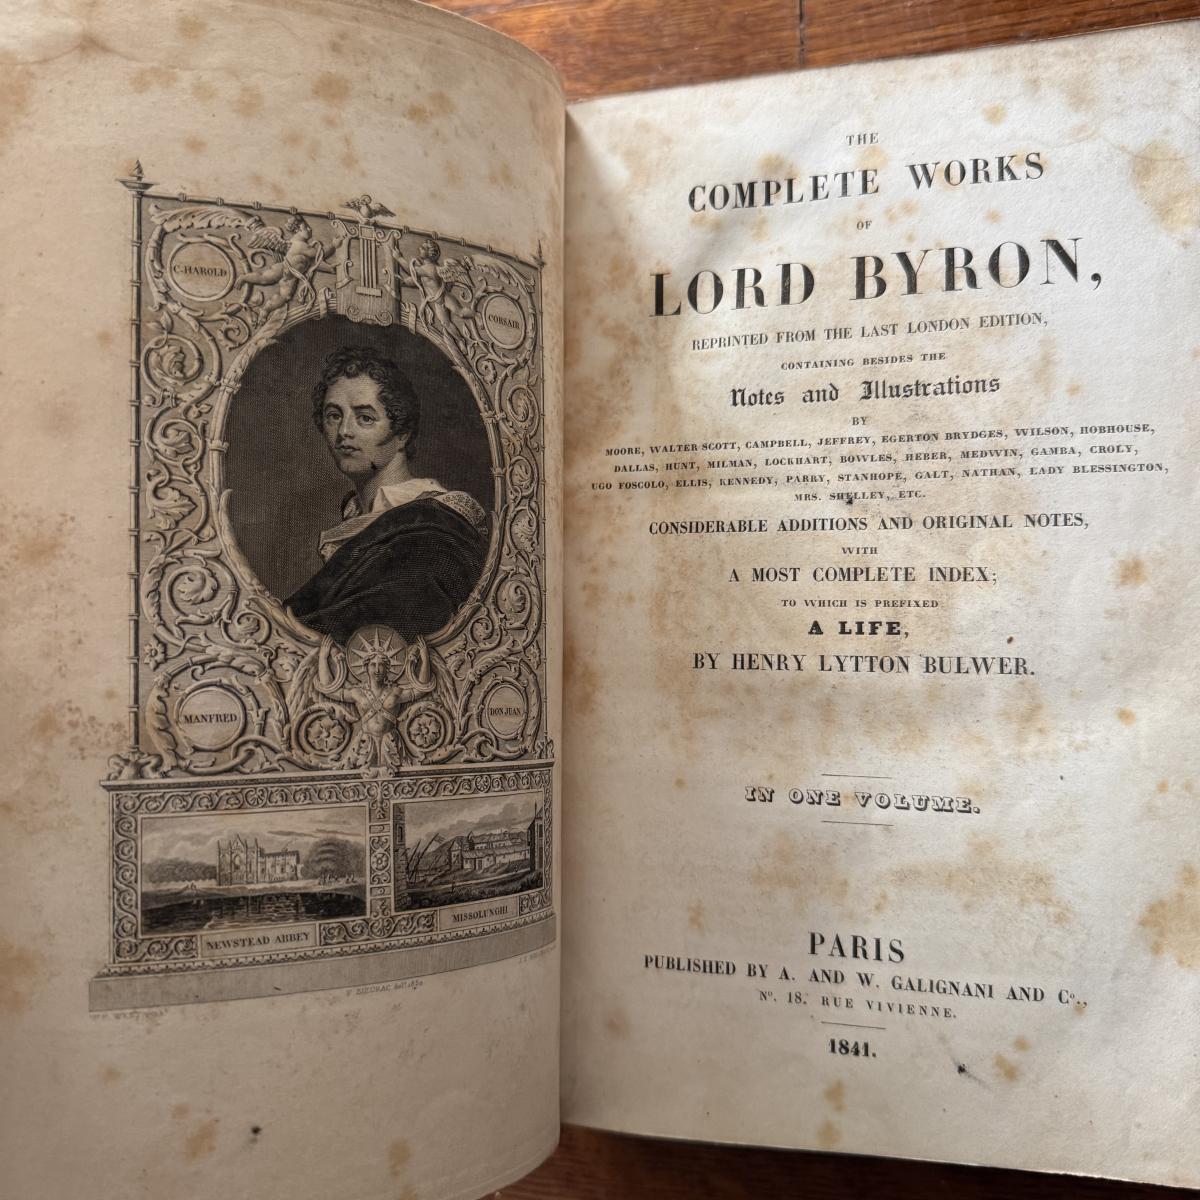 C. HAROLD
CORSAIR
MANFRED
DON JUAN
NEWSTEAD ABBEY
MISSOLUNGHI
THE
COMPLETE WORKS
OF
LORD BYRON,
REPRINTED FROM THE LAST LONDON EDITION,
CONTAINING BESIDES THE
Notes and Illustrations
BY
MOORE, WALTER SCOTT, CAMPBELL, JEFFREY, EGERTON BRYDGES, WILSON, HOBHOUSE,
DALLAS, HUNT, MILMAN, LOCKHART, BOWLES, HEBER, MEDWIN, GAMBA, CROLY,
UGO FOSCOLO, ELLIS, KENNEDY, PARRY, STANHOPE, GALT, NATHAN, LADY BLESSINGTON,
MRS. SHELLEY, ETC.
CONSIDERABLE ADDITIONS AND ORIGINAL NOTES,
WITH
A MOST COMPLETE INDEX;
TO WHICH IS PREFIXED
A LIFE,
BY HENRY LYTTON BULWER.
IN ONE VOLUME.
PARIS
PUBLISHED BY A. AND W. GALIGNANI AND Cº.,
Nº. 18. RUE VIVIENNE.
1841.